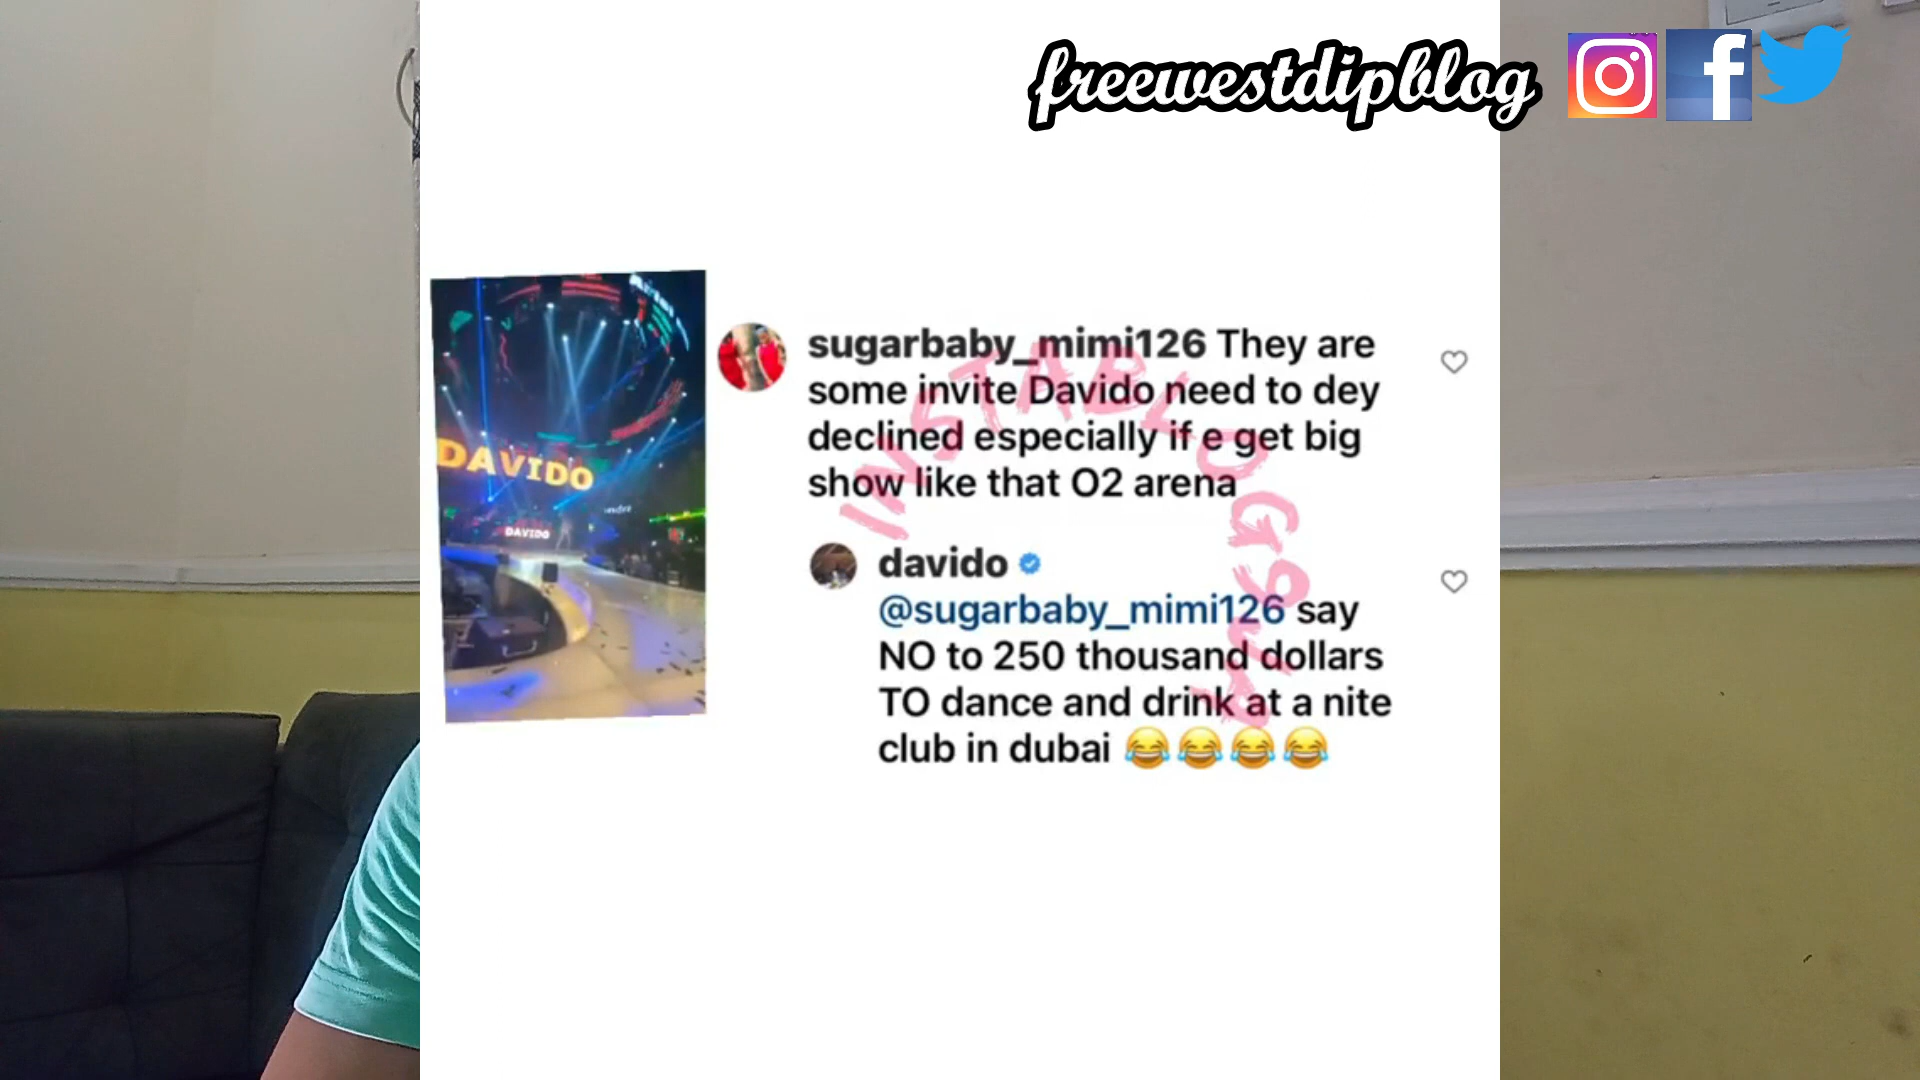 freewestdipblog
DAVIDO
DAVIDO
sugarbaby_mimi126 They are
some invite Davido need to dey
declined especially if e get big
show like that O2 arena
INSTABLOG9JA
davido
@sugarbaby_mimi126 say
NO to 250 thousand dollars
TO dance and drink at a nite
club in dubai 😂😂😂😂